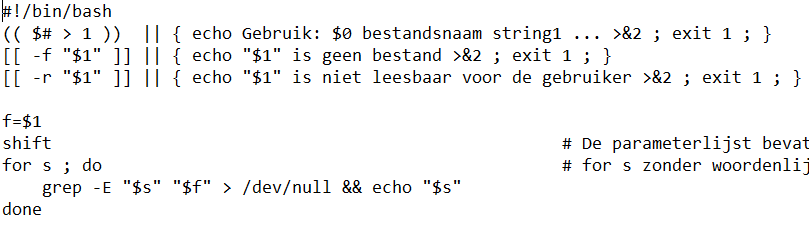 #!/bin/bash
(( $# > 1 ))  || { echo Gebruik: $0 bestandsnaam string1 ... >&2 ; exit 1 ; }
[[ -f "$1" ]] || { echo "$1" is geen bestand >&2 ; exit 1 ; }
[[ -r "$1" ]] || { echo "$1" is niet leesbaar voor de gebruiker >&2 ; exit 1 ; }

f=$1
shift                                                # De parameterlijst bevat
for s ; do                                           # for s zonder woordenlij
    grep -E "$s" "$f" > /dev/null && echo "$s"
done